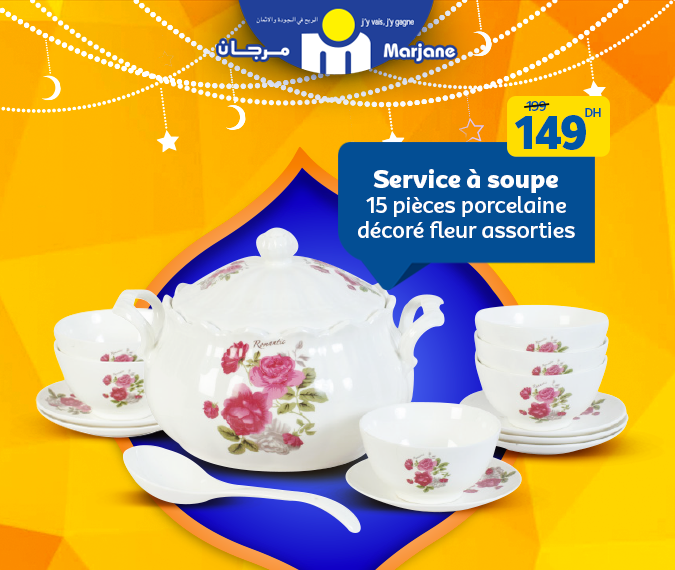 الربح في الجودة والأثمان
j'y vais, j'y gagne
مرجان
Marjane
199
149 DH
Service à soupe
15 pièces porcelaine
décoré fleur assorties
Romantic